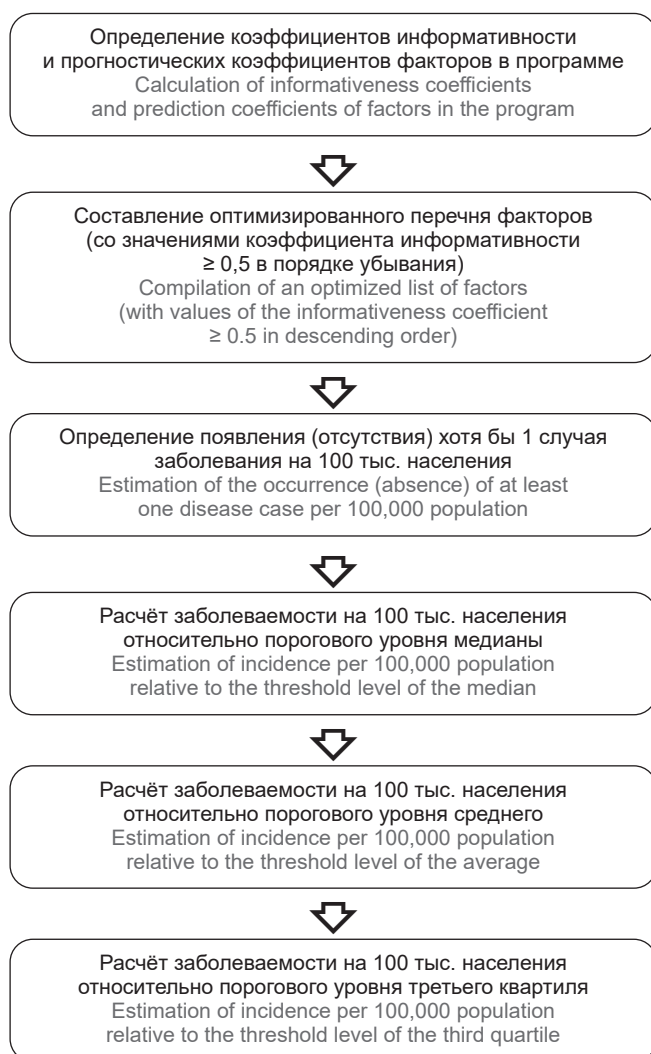 Определение коэффициентов информативности
и прогностических коэффициентов факторов в программе
Calculation of informativeness coefficients
and prediction coefficients of factors in the program
Составление оптимизированного перечня факторов
(со значениями коэффициента информативности
≥ 0,5 в порядке убывания)
Compilation of an optimized list of factors
(with values of the informativeness coefficient
≥ 0.5 in descending order)
Определение появления (отсутствия) хотя бы 1 случая
заболевания на 100 тыс. населения
Estimation of the occurrence (absence) of at least
one disease case per 100,000 population
Расчёт заболеваемости на 100 тыс. населения
относительно порогового уровня медианы
Estimation of incidence per 100,000 population
relative to the threshold level of the median
Расчёт заболеваемости на 100 тыс. населения
относительно порогового уровня среднего
Estimation of incidence per 100,000 population
relative to the threshold level of the average
Расчёт заболеваемости на 100 тыс. населения
относительно порогового уровня третьего квартиля
Estimation of incidence per 100,000 population
relative to the threshold level of the third quartile